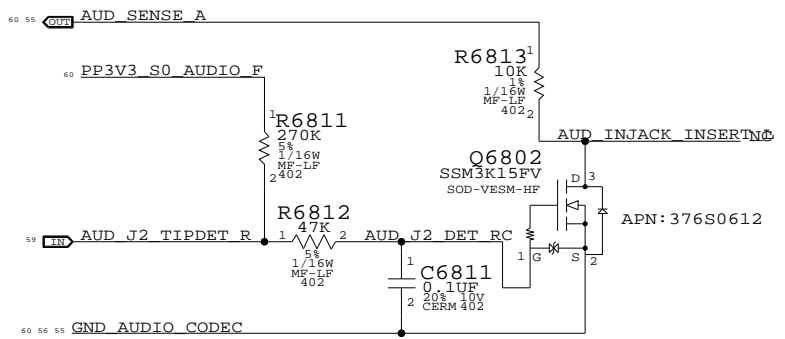 60 55 OUT AUD_SENSE_A
R6813
1
10K
1%
1/16W
MF-LF
402
2
60 PP3V3_S0_AUDIO_F
1
R6811
270K
5%
1/16W
MF-LF
402
2
AUD_INJACK_INSERT_L
NC
Q6802
SSM3K15FV
SOD-VESM-HF
D 3
APN:376S0612
1 G S 2
R6812
59 IN AUD_J2_TIPDET_R
1 47K 2
5%
1/16W
MF-LF
402
AUD_J2_DET_RC
1
C6811
0.1UF
20% 10V
CERM 402
2
60 56 55 GND_AUDIO_CODEC